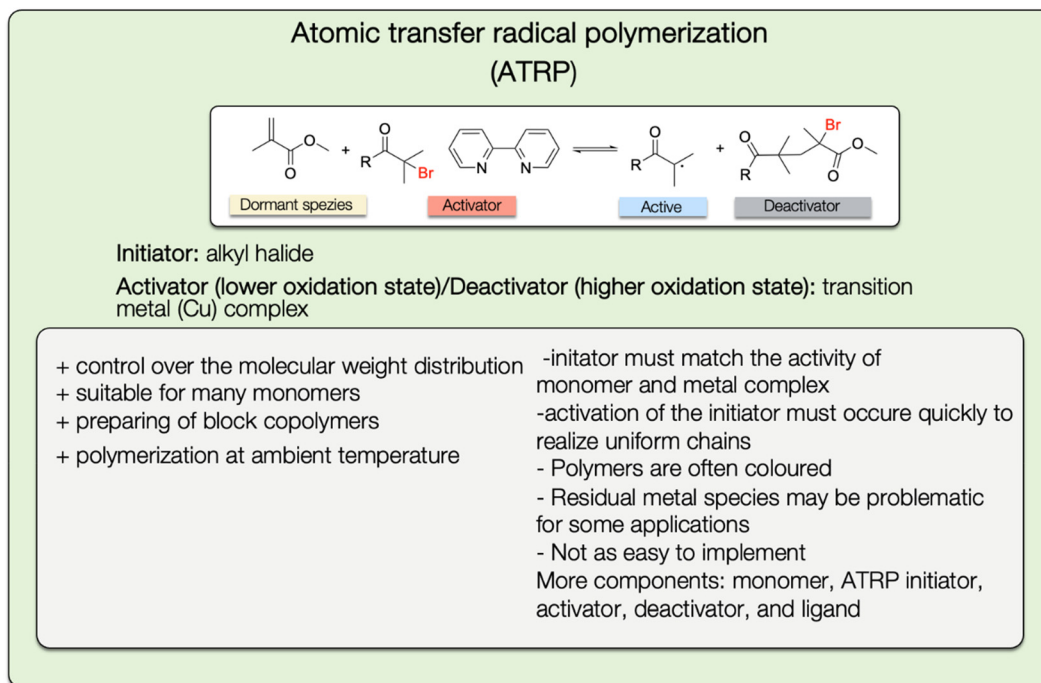 Atomic transfer radical polymerization
(ATRP)
O
O
+
O
R
Br
N
N
O
R
+
O
R
Br
O
O
Dormant spezies
Activator
Active
Deactivator
Initiator: alkyl halide
Activator (lower oxidation state)/Deactivator (higher oxidation state): transition
metal (Cu) complex
+ control over the molecular weight distribution
+ suitable for many monomers
+ preparing of block copolymers
+ polymerization at ambient temperature
-initator must match the activity of
monomer and metal complex
-activation of the initiator must occure quickly to
realize uniform chains
- Polymers are often coloured
- Residual metal species may be problematic
for some applications
- Not as easy to implement
More components: monomer, ATRP initiator,
activator, deactivator, and ligand